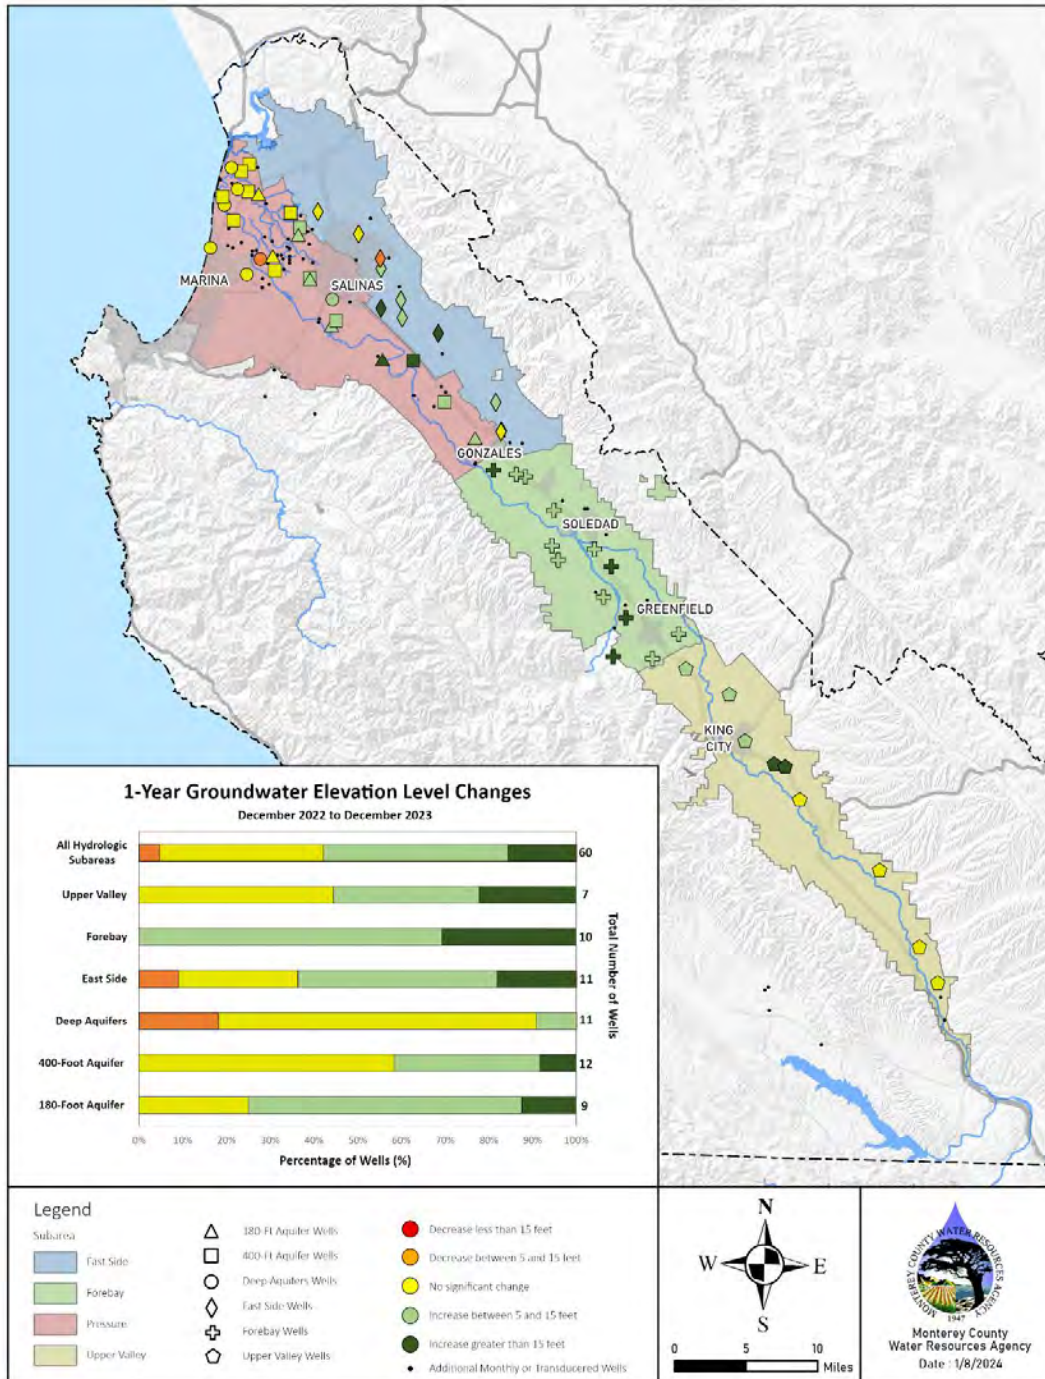 MARINA
SALINAS
GONZALES
SOLEDAD
GREENFIELD
KING
CITY
1-Year Groundwater Elevation Level Changes
December 2022 to December 2023
All Hydrologic
Subareas
60
Upper Valley
7
Forebay
10
East Side
11
Deep Aquifers
11
400-Foot Aquifer
12
180-Foot Aquifer
9
Total Number of Wells
0% 10% 20% 30% 40% 50% 60% 70% 80% 90% 100%
Percentage of Wells (%)
Legend
Subarea
East Side
Forebay
Pressure
Upper Valley
180-Ft Aquifer Wells
400-Ft Aquifer Wells
Deep Aquifers Wells
East Side Wells
Forebay Wells
Upper Valley Wells
Decrease less than 15 feet
Decrease between 5 and 15 feet
No significant change
Increase between 5 and 15 feet
Increase greater than 15 feet
Additional Monthly or Transducered Wells
N
W E
S
0 5 10
Miles
MONTEREY COUNTY WATER RESOURCES AGENCY
1947
Monterey County
Water Resources Agency
Date : 1/8/2024